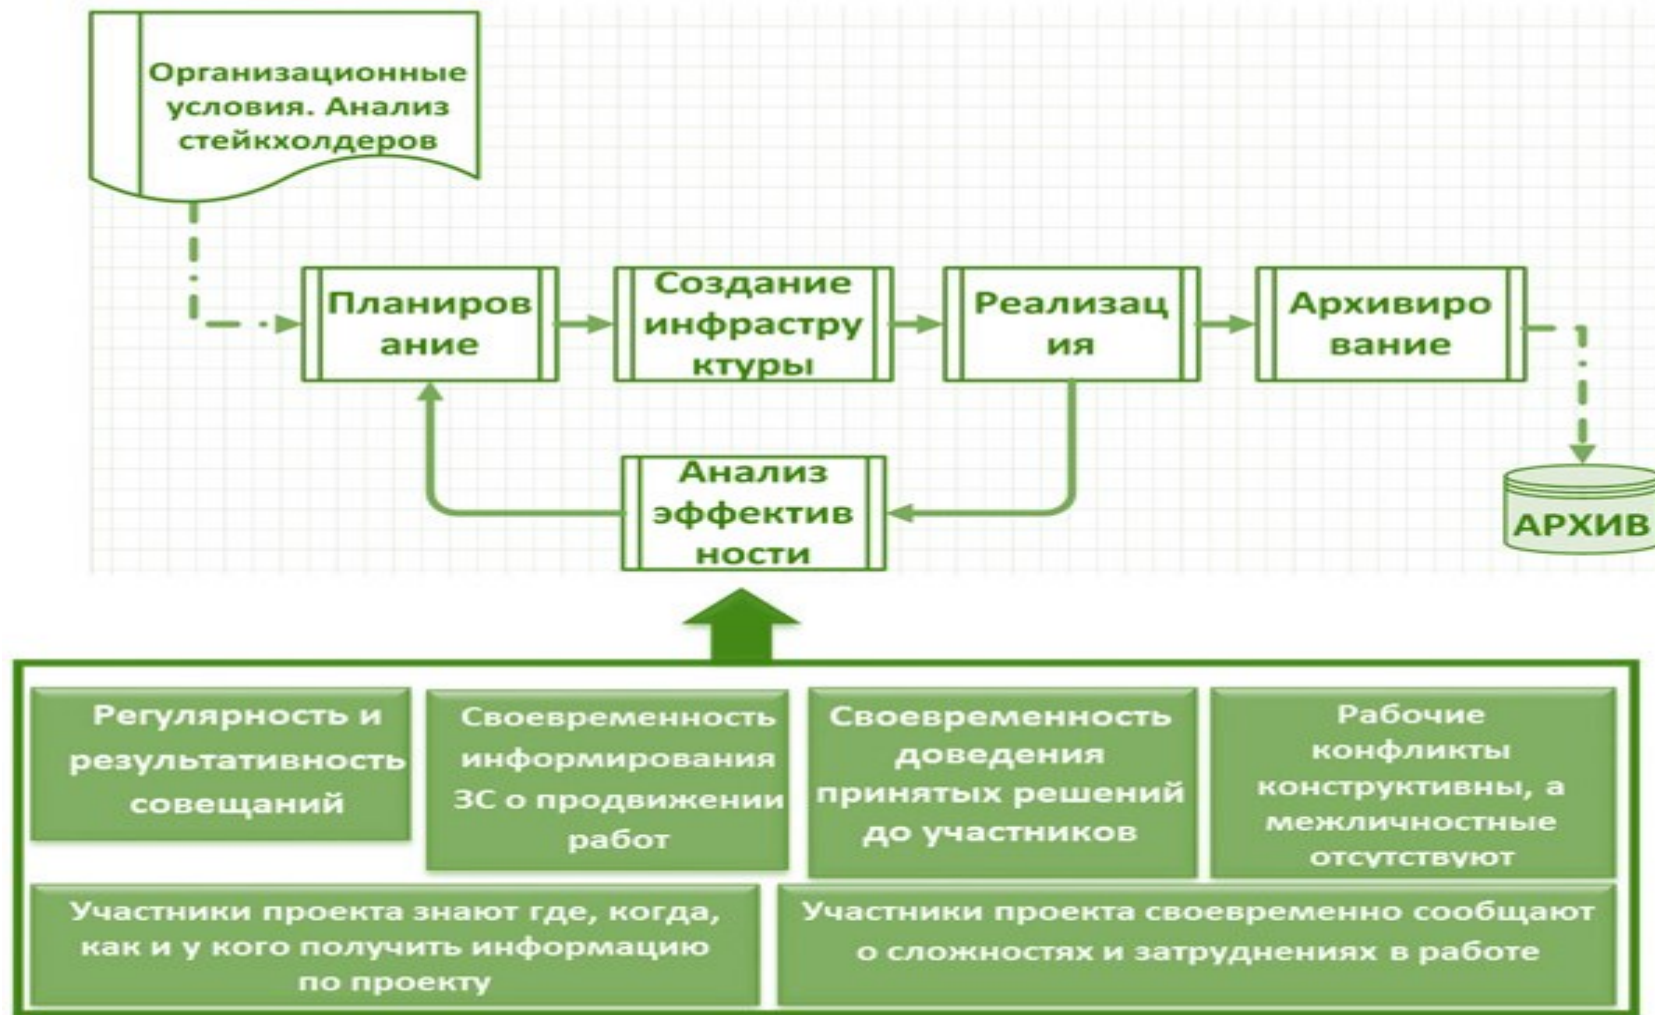 Организационные
условия. Анализ
стейкхолдеров
Планиров
ание
Создание
инфрастру
ктуры
Реализац
ия
Архивиро
вание
Анализ
эффектив
ности
АРХИВ
Регулярность и
результативность
совещаний
Своевременность
информирования
ЗС о продвижении
работ
Своевременность
доведения
принятых решений
до участников
Рабочие
конфликты
конструктивны, а
межличностные
отсутствуют
Участники проекта знают где, когда,
как и у кого получить информацию
по проекту
Участники проекта своевременно сообщают
о сложностях и затруднениях в работе